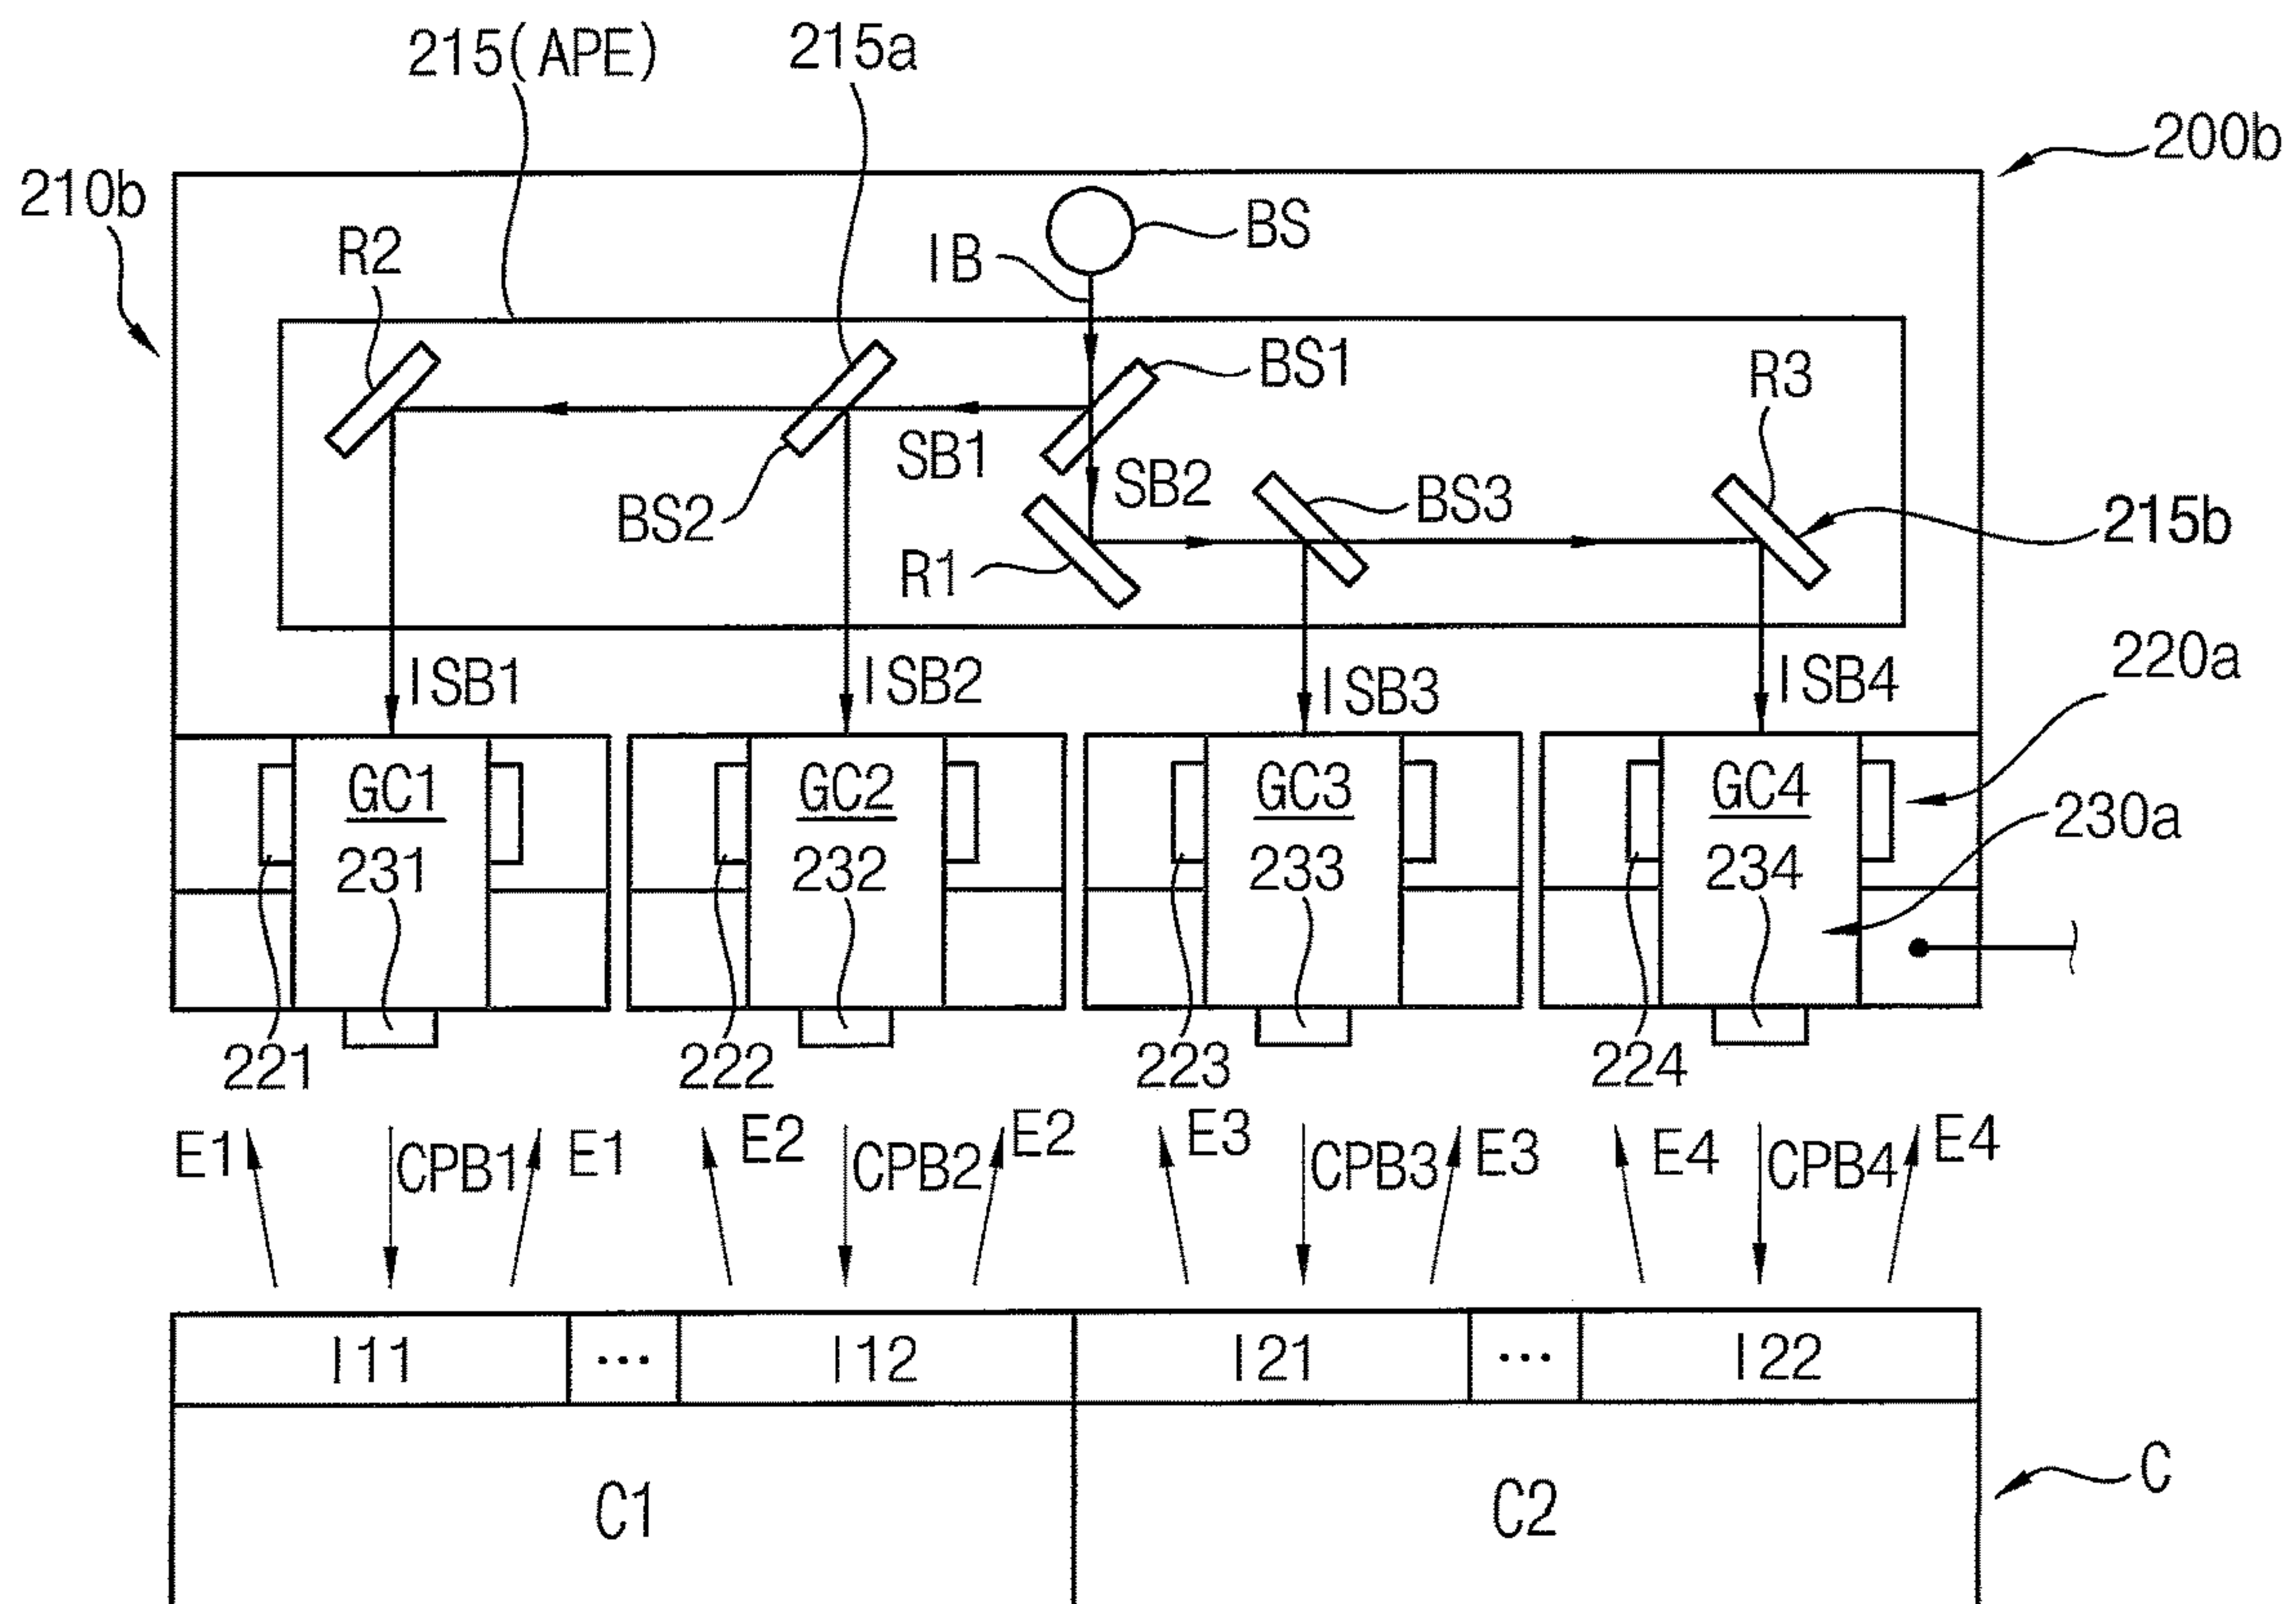 215(APE) 215a
200b
210b
R2 IB BS
BS1 R3
SB1 SB2
BS2 BS3 215b
R1
ISB1 ISB2 ISB3 ISB4 220a
GC1 GC2 GC3 GC4 230a
231 232 233 234
221 222 223 224
E1 CPB1 E1 E2 CPB2 E2 E3 CPB3 E3 E4 CPB4 E4
I11 ... I12 I21 ... I22
C1 C2 C